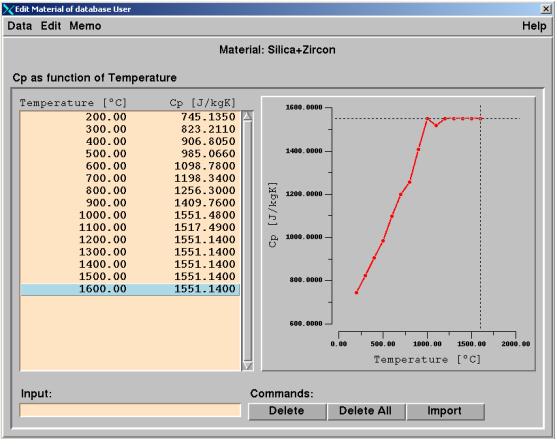 Edit Material of database User
Data Edit Memo Help
Material: Silica+Zircon
Cp as function of Temperature
Temperature [°C] Cp [J/kgK]
200.00 745.1350
300.00 823.2110
400.00 906.8050
500.00 985.0660
600.00 1098.7800
700.00 1198.3400
800.00 1256.3000
900.00 1409.7600
1000.00 1551.4800
1100.00 1517.4900
1200.00 1551.1400
1300.00 1551.1400
1400.00 1551.1400
1500.00 1551.1400
1600.00 1551.1400
1600.0000
1400.0000
1200.0000
1000.0000
800.0000
600.0000
Cp [J/kgK]
0.00 500.00 1000.00 1500.00 2000.00
Temperature [°C]
Input:
Commands:
Delete Delete All Import